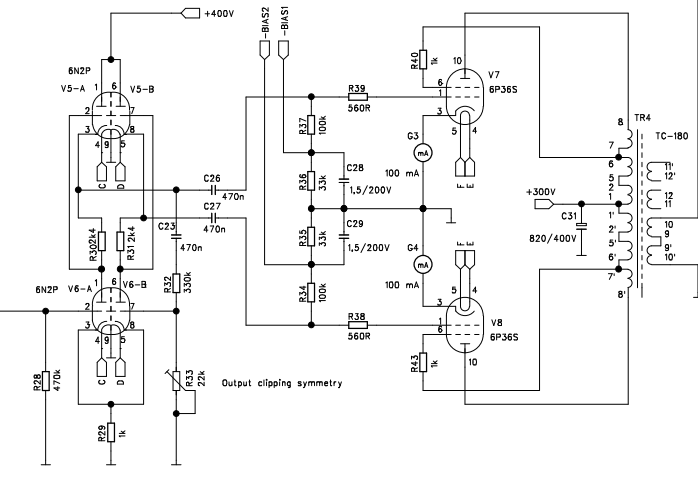 +400V
-BIAS2
-BIAS1
6N2P
V5-A
V5-B
1
6
2
7
3
8
4
9
5
C
D
R40
1k
10
V7
6P36S
6
1
3
5
4
F
E
R39
560R
R37
100k
G3
mA
100 mA
C26
470n
C27
470n
C23
470n
R36
33k
C28
1,5/200V
R35
33k
C29
1,5/200V
R30
2k4
R31
2k4
R32
330k
R34
100k
G4
mA
100 mA
F
E
5
4
3
1
6
10
V8
6P36S
R38
560R
R43
1k
6N2P
V6-A
V6-B
1
6
2
7
3
8
4
9
5
C
D
R28
470k
R29
1k
R33
22k
Output clipping symmetry
+300V
C31
820/400V
TR4
TC-180
8
7
6
5
2
1
1'
2'
5'
6'
7'
8'
11'
12'
12
11
10
9
9'
10'